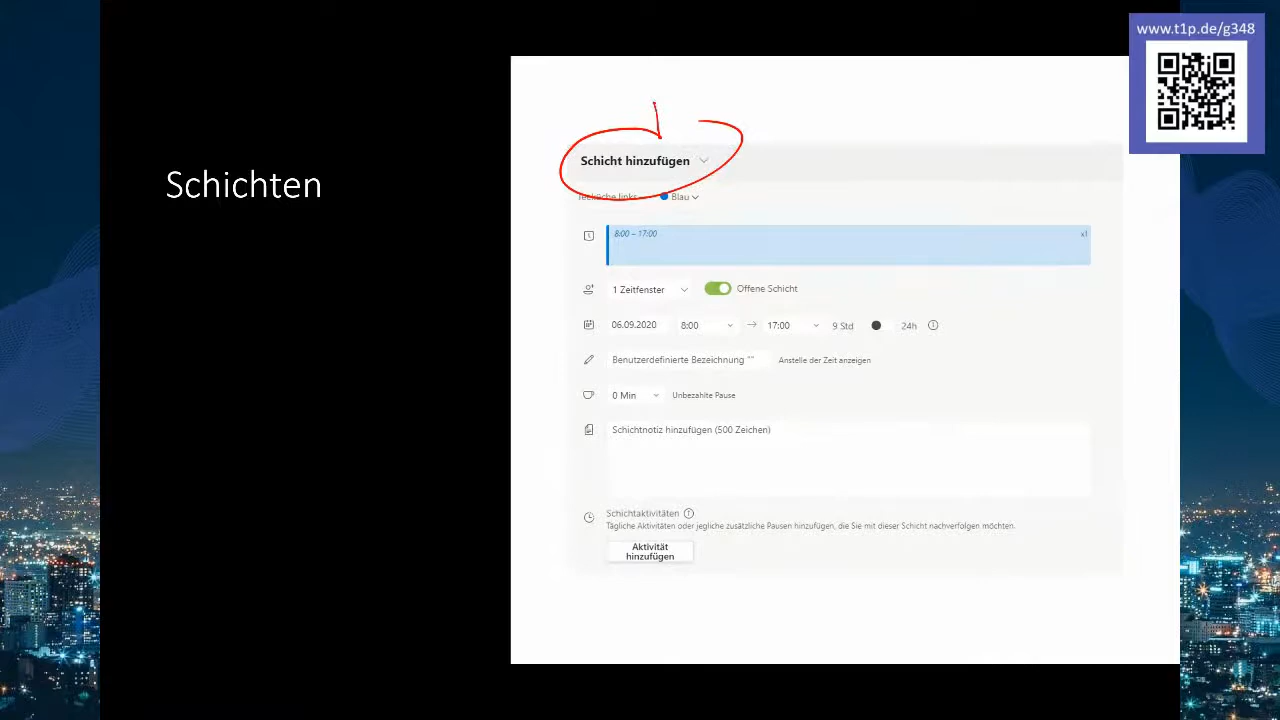 www.t1p.de/g348
Schichten
Schicht hinzufügen
links Blau
8:00 – 17:00 x1
1 Zeitfenster Offene Schicht
06.09.2020 8:00 17:00 9 Std 24h
Benutzerdefinierte Bezeichnung "" Anstelle der Zeit anzeigen
0 Min Unbezahlte Pause
Schichtnotiz hinzufügen (500 Zeichen)
Schichtaktivitäten
Tägliche Aktivitäten oder jegliche zusätzliche Pausen hinzufügen, die Sie mit dieser Schicht nachverfolgen möchten.
Aktivität
hinzufügen